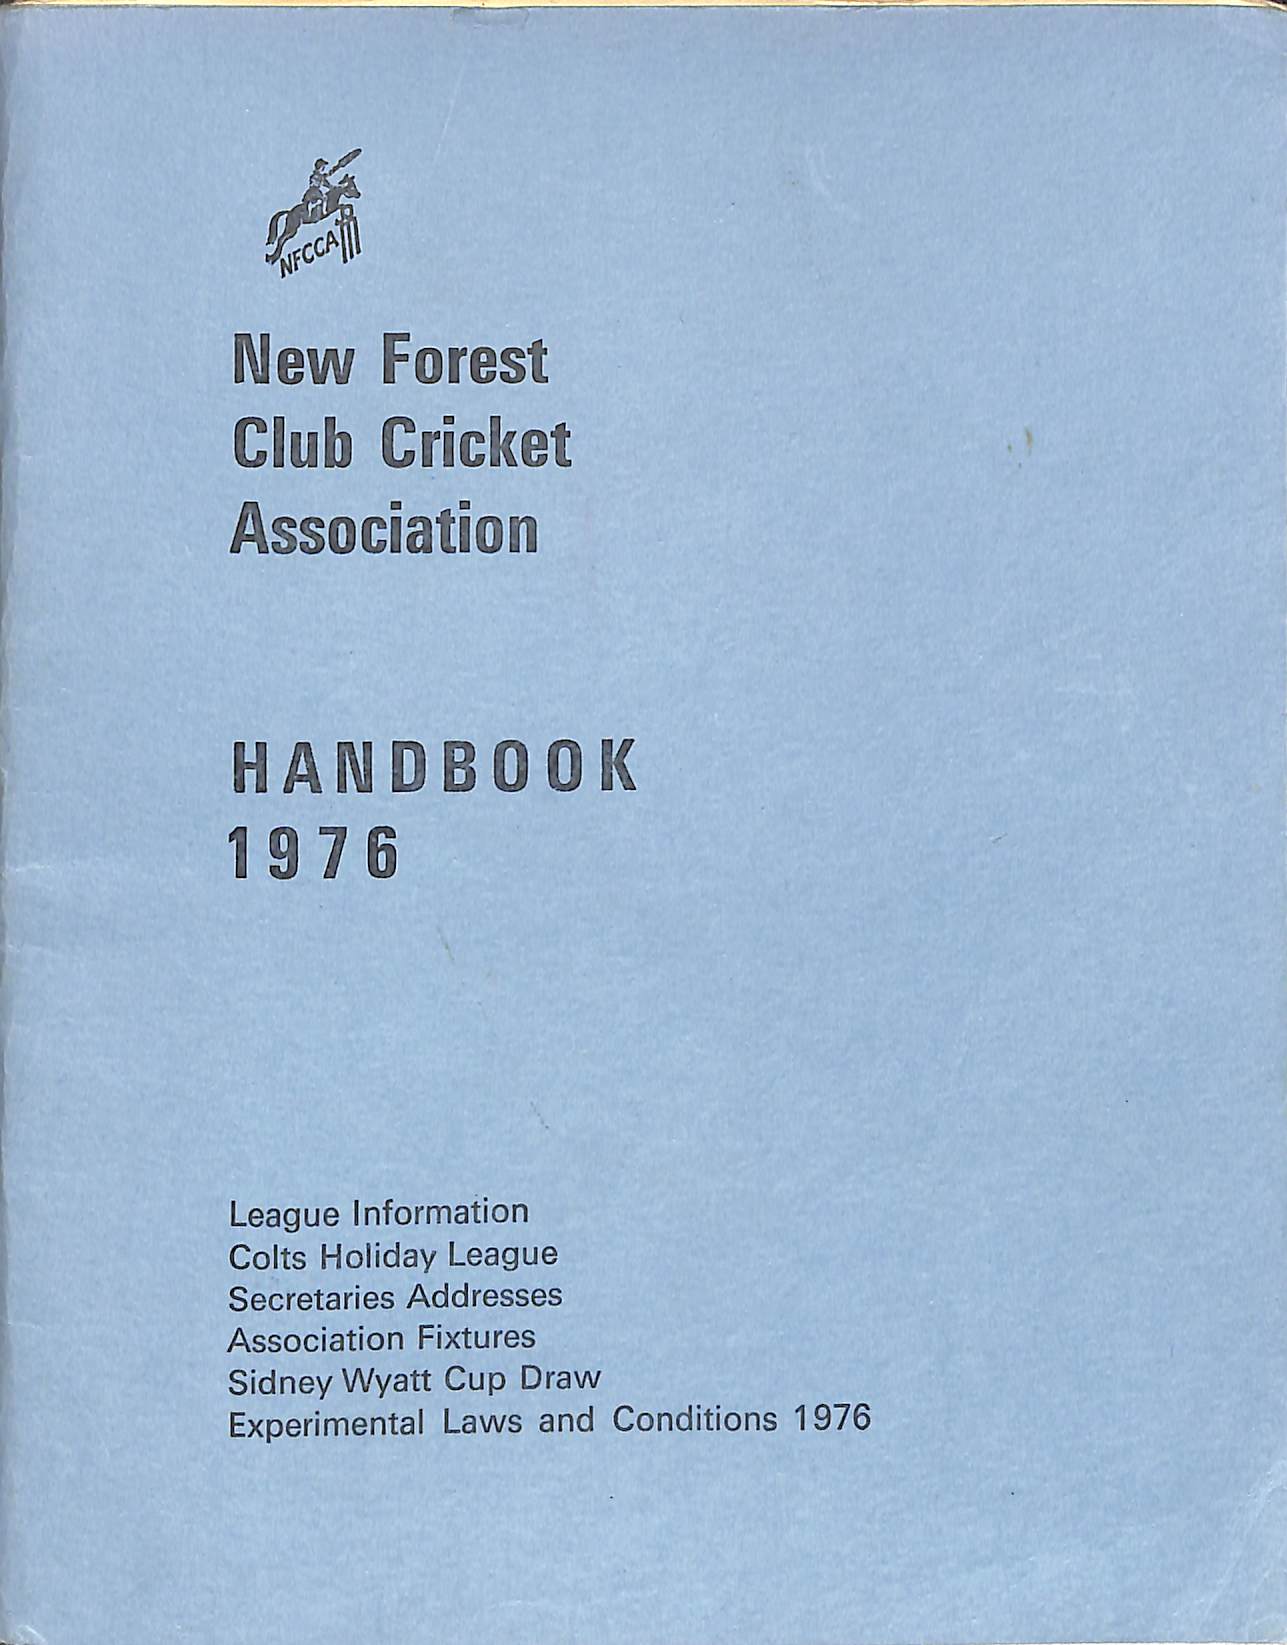 NFCCA
New Forest
Club Cricket
Association
HANDBOOK
1976
League Information
Colts Holiday League
Secretaries Addresses
Association Fixtures
Sidney Wyatt Cup Draw
Experimental Laws and Conditions 1976